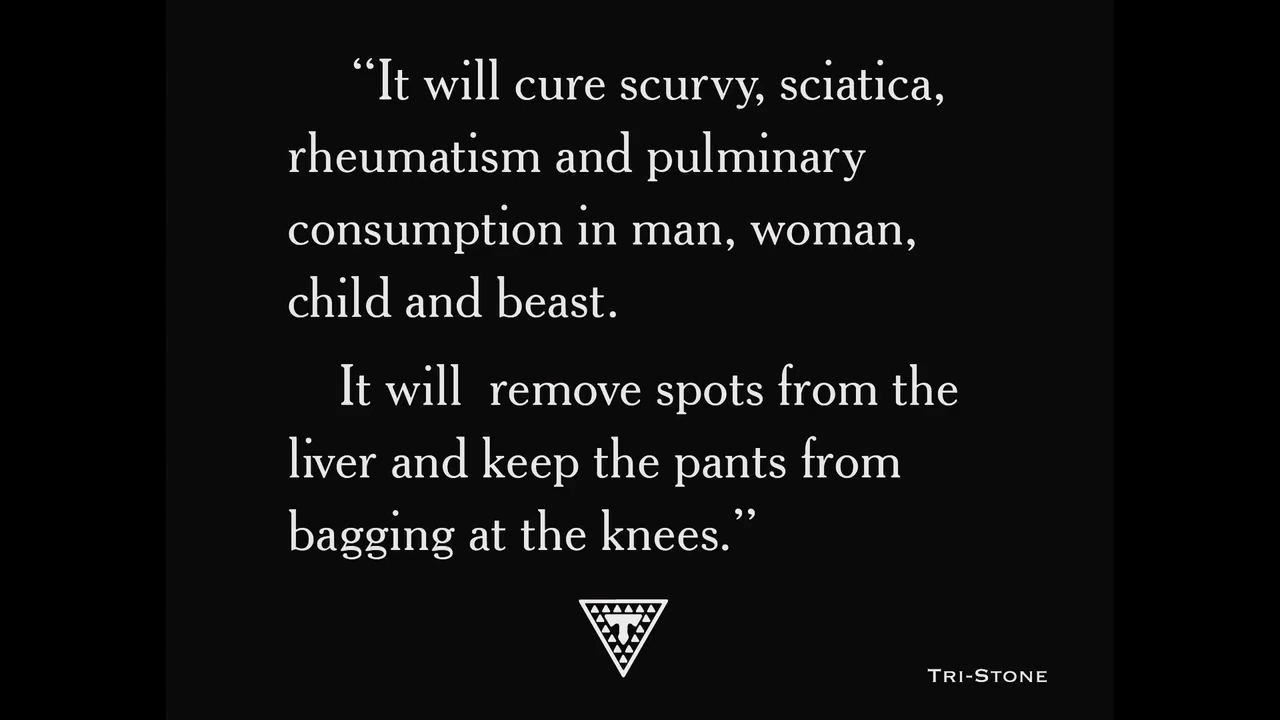 “It will cure scurvy, sciatica,
rheumatism and pulminary
consumption in man, woman,
child and beast.
It will remove spots from the
liver and keep the pants from
bagging at the knees.”
T
TRI-STONE